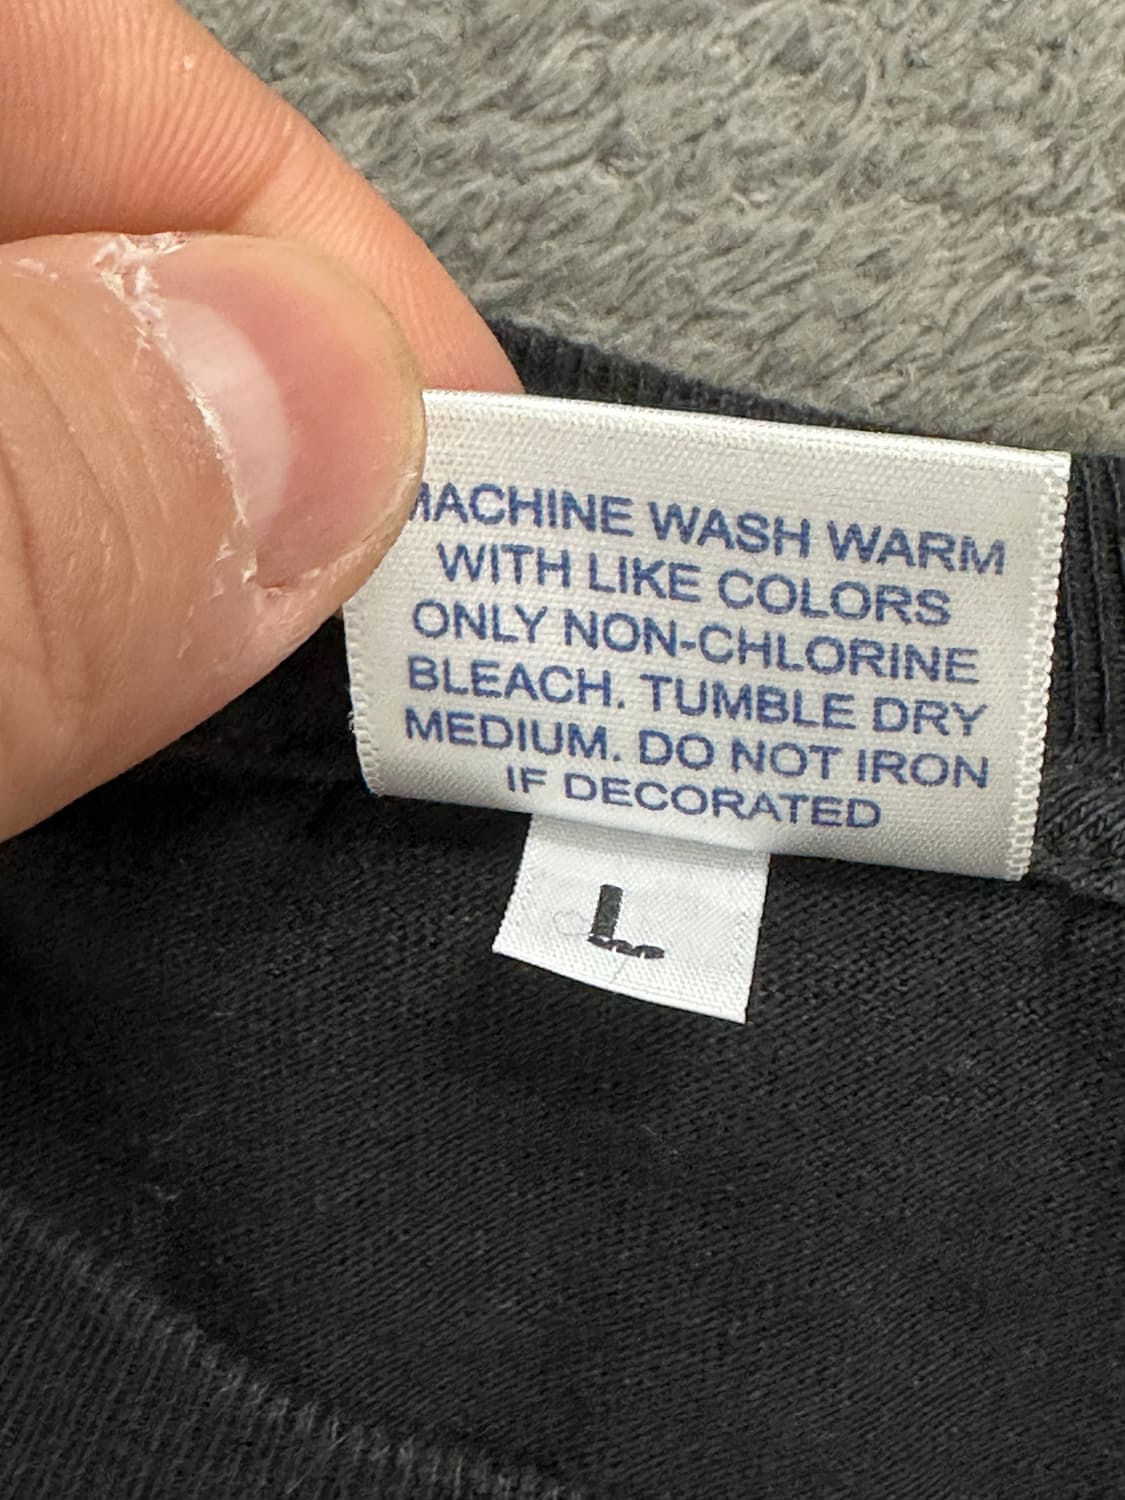 MACHINE WASH WARM
WITH LIKE COLORS
ONLY NON-CHLORINE
BLEACH. TUMBLE DRY
MEDIUM. DO NOT IRON
IF DECORATED
L